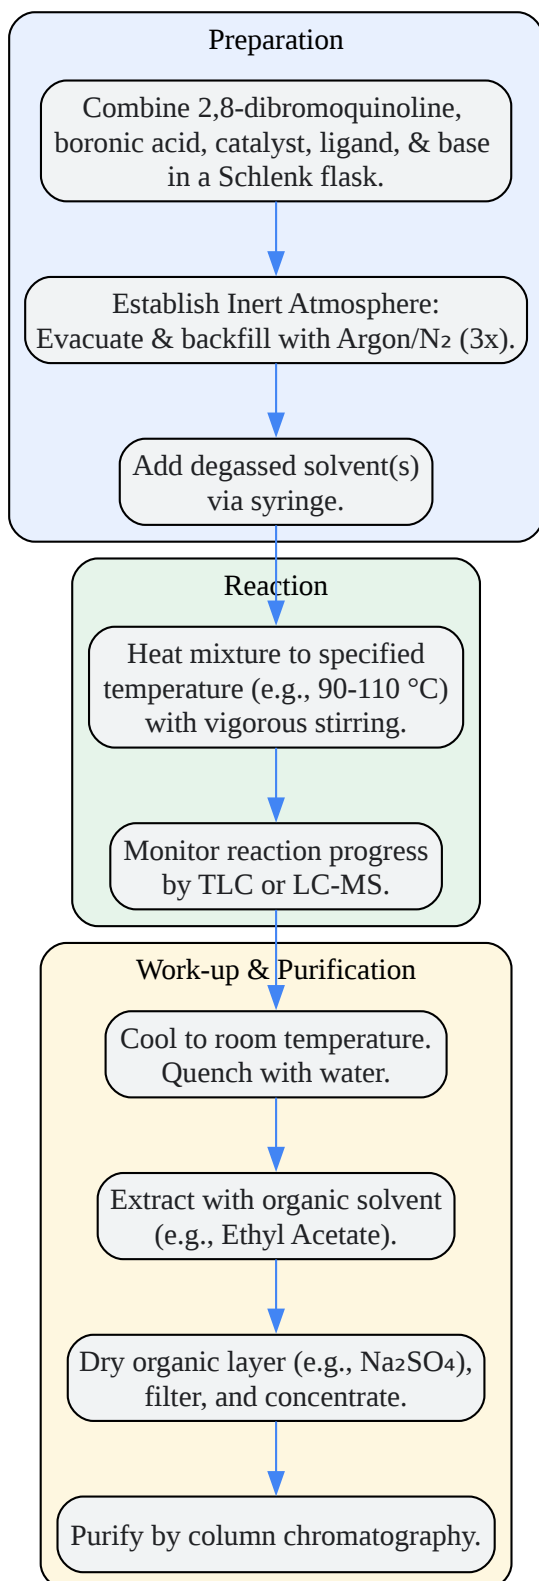 Preparation
Combine 2,8-dibromoquinoline,
boronic acid, catalyst, ligand, & base
in a Schlenk flask.
Establish Inert Atmosphere:
Evacuate & backfill with Argon/N₂ (3x).
Add degassed solvent(s)
via syringe.
Reaction
Heat mixture to specified
temperature (e.g., 90-110 °C)
with vigorous stirring.
Monitor reaction progress
by TLC or LC-MS.
Work-up & Purification
Cool to room temperature.
Quench with water.
Extract with organic solvent
(e.g., Ethyl Acetate).
Dry organic layer (e.g., Na₂SO₄),
filter, and concentrate.
Purify by column chromatography.